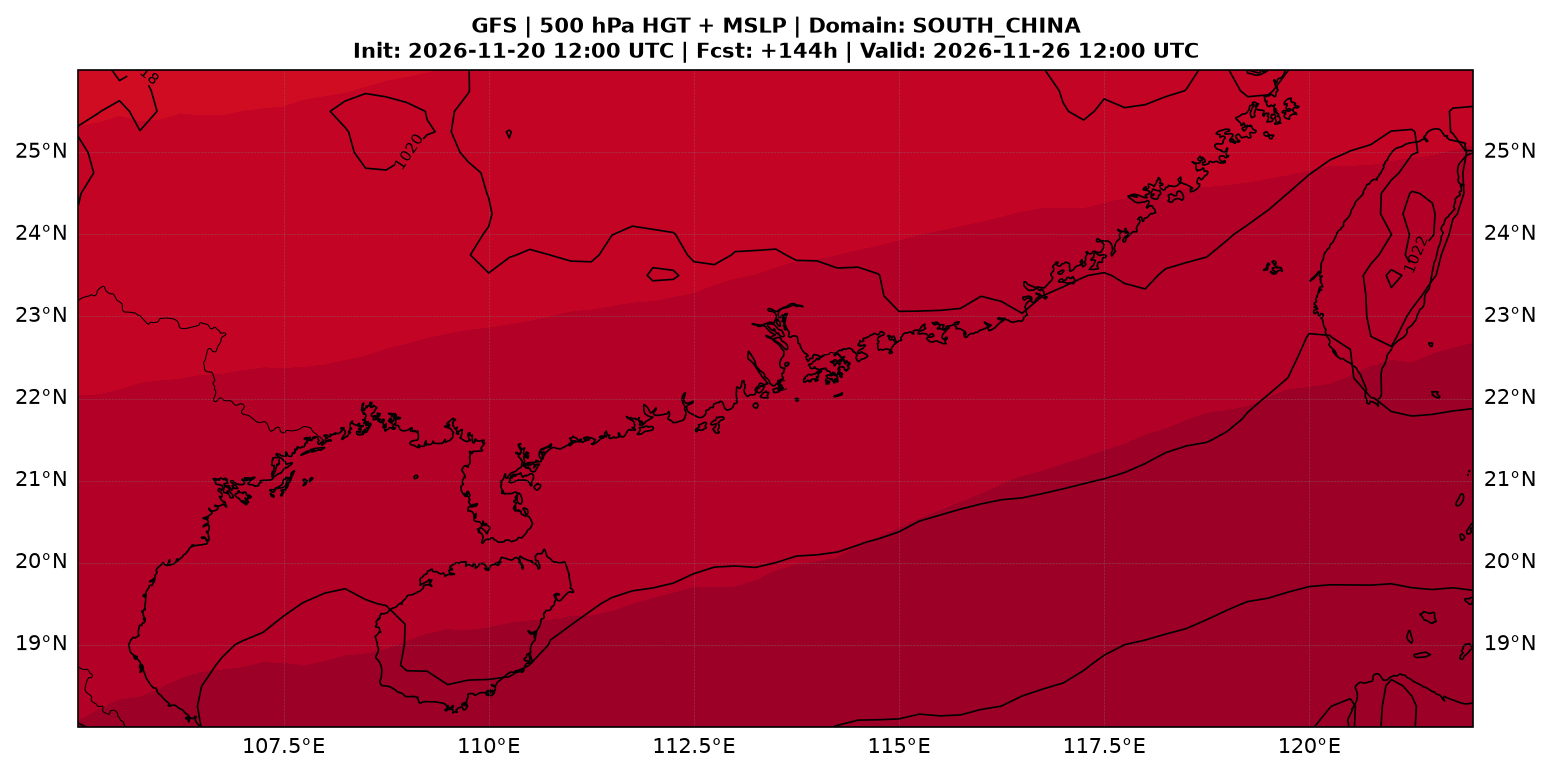 GFS | 500 hPa HGT + MSLP | Domain: SOUTH_CHINA
Init: 2026-11-20 12:00 UTC | Fcst: +144h | Valid: 2026-11-26 12:00 UTC
1020
1022
25°N 25°N
24°N 24°N
23°N 23°N
22°N 22°N
21°N 21°N
20°N 20°N
19°N 19°N
107.5°E 110°E 112.5°E 115°E 117.5°E 120°E